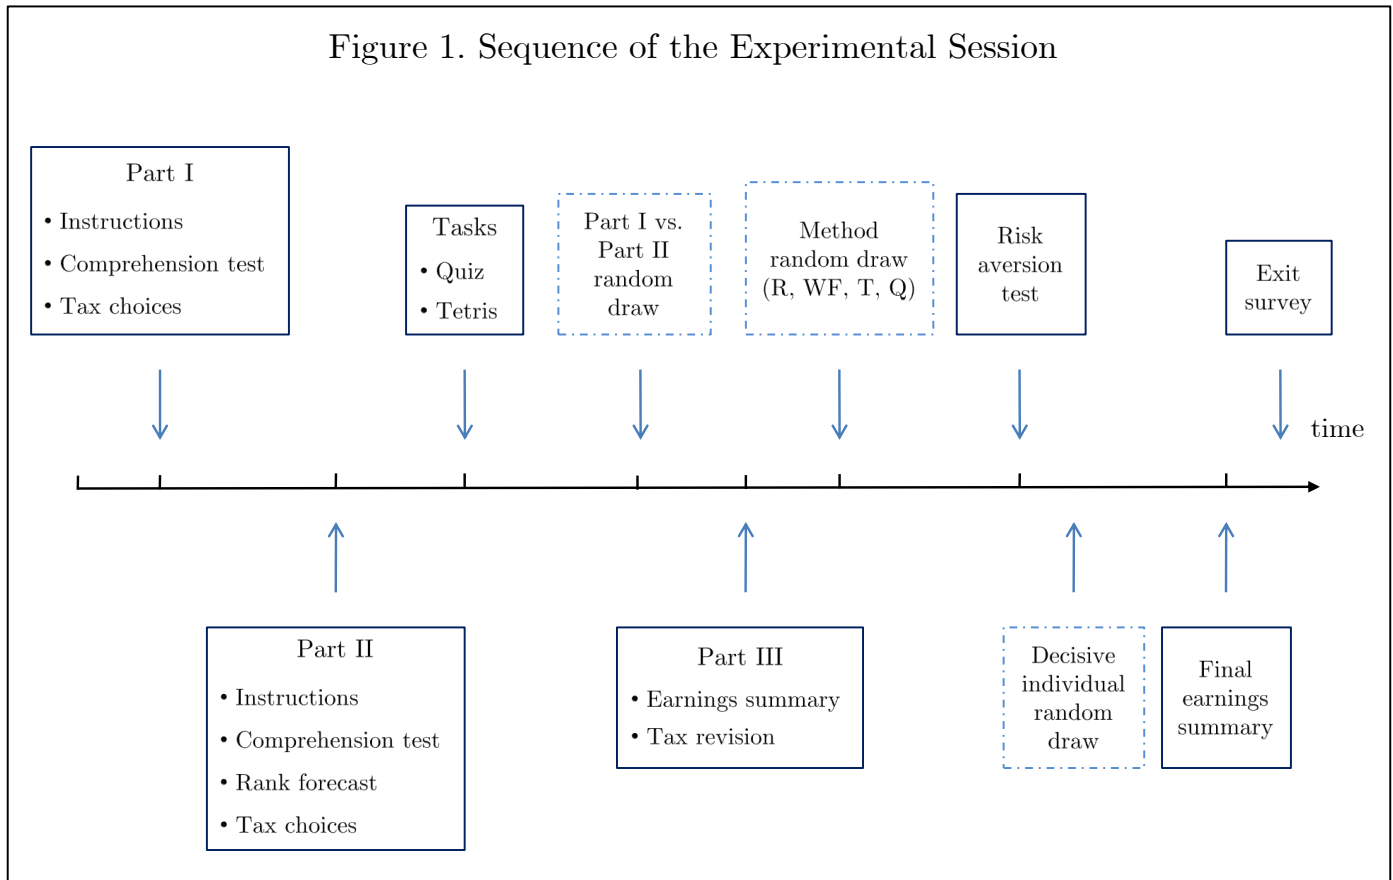 Figure 1. Sequence of the Experimental Session
Part I
• Instructions
• Comprehension test
• Tax choices
Tasks
• Quiz
• Tetris
Part I vs.
Part II
random
draw
Method
random draw
(R, WF, T, Q)
Risk
aversion
test
Exit
survey
time
Part II
• Instructions
• Comprehension test
• Rank forecast
• Tax choices
Part III
• Earnings summary
• Tax revision
Decisive
individual
random
draw
Final
earnings
summary